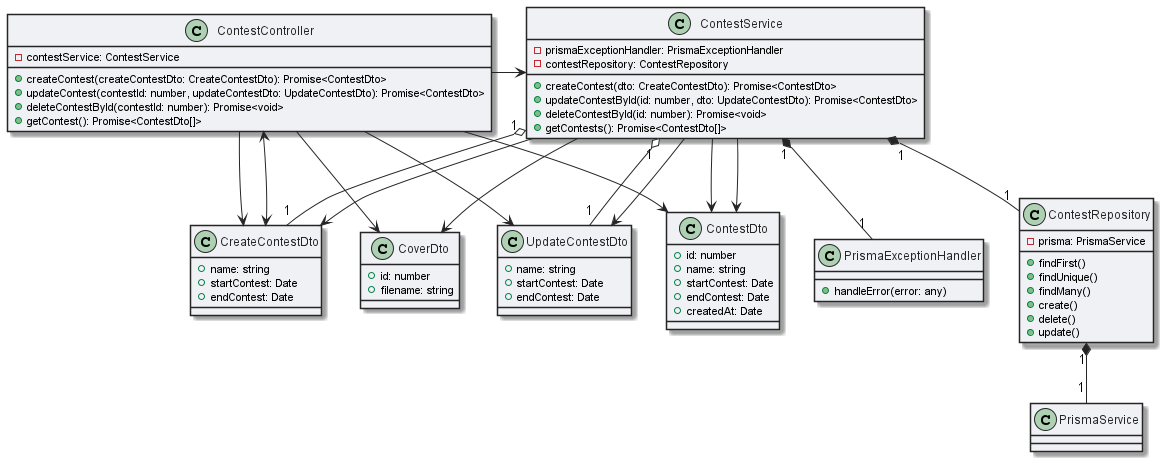 C ContestController
contestService: ContestService
createContest(createContestDto: CreateContestDto): Promise<ContestDto>
updateContest(contestId: number, updateContestDto: UpdateContestDto): Promise<ContestDto>
deleteContestById(contestId: number): Promise<void>
getContest(): Promise<ContestDto[]>
C ContestService
prismaExceptionHandler: PrismaExceptionHandler
contestRepository: ContestRepository
createContest(dto: CreateContestDto): Promise<ContestDto>
updateContestById(id: number, dto: UpdateContestDto): Promise<ContestDto>
deleteContestById(id: number): Promise<void>
getContests(): Promise<ContestDto[]>
1
1
1
1
1
1
1
1
C CreateContestDto
name: string
startContest: Date
endContest: Date
C CoverDto
id: number
filename: string
C UpdateContestDto
name: string
startContest: Date
endContest: Date
C ContestDto
id: number
name: string
startContest: Date
endContest: Date
createdAt: Date
C PrismaExceptionHandler
handleError(error: any)
C ContestRepository
prisma: PrismaService
findFirst()
findUnique()
findMany()
create()
delete()
update()
1
1
C PrismaService